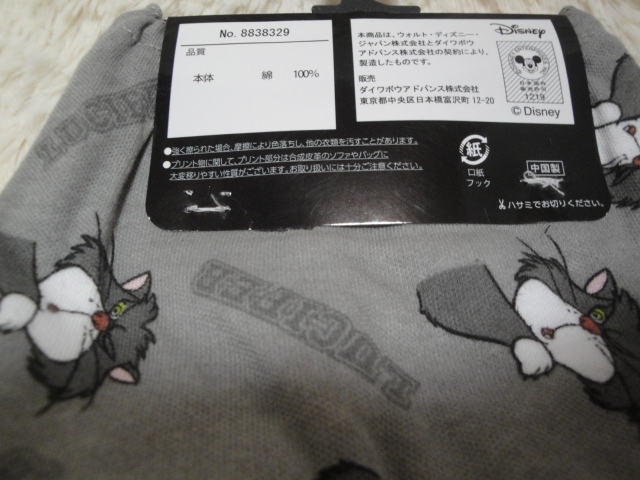 No. 8838329
品質
本体 綿 100%
本商品は、ウォルト・ディズニー・
ジャパン株式会社とダイワボウ
アドバンス株式会社の契約により、
製造したものです。
販売
ダイワボウアドバンス株式会社
東京都中央区日本橋富沢町 12-20
Disney
1219
© Disney
●強く擦られた場合、摩擦により色落ちし、他の衣類を汚すことがあります。
●プリント物に関して、プリント部分は合成皮革のソファやバッグに
大変移りやすい性質がございます。お取り扱いには十分ご注意ください。
紙
口紙
フック
中国製
ハサミでお切りください。
LUCIFER